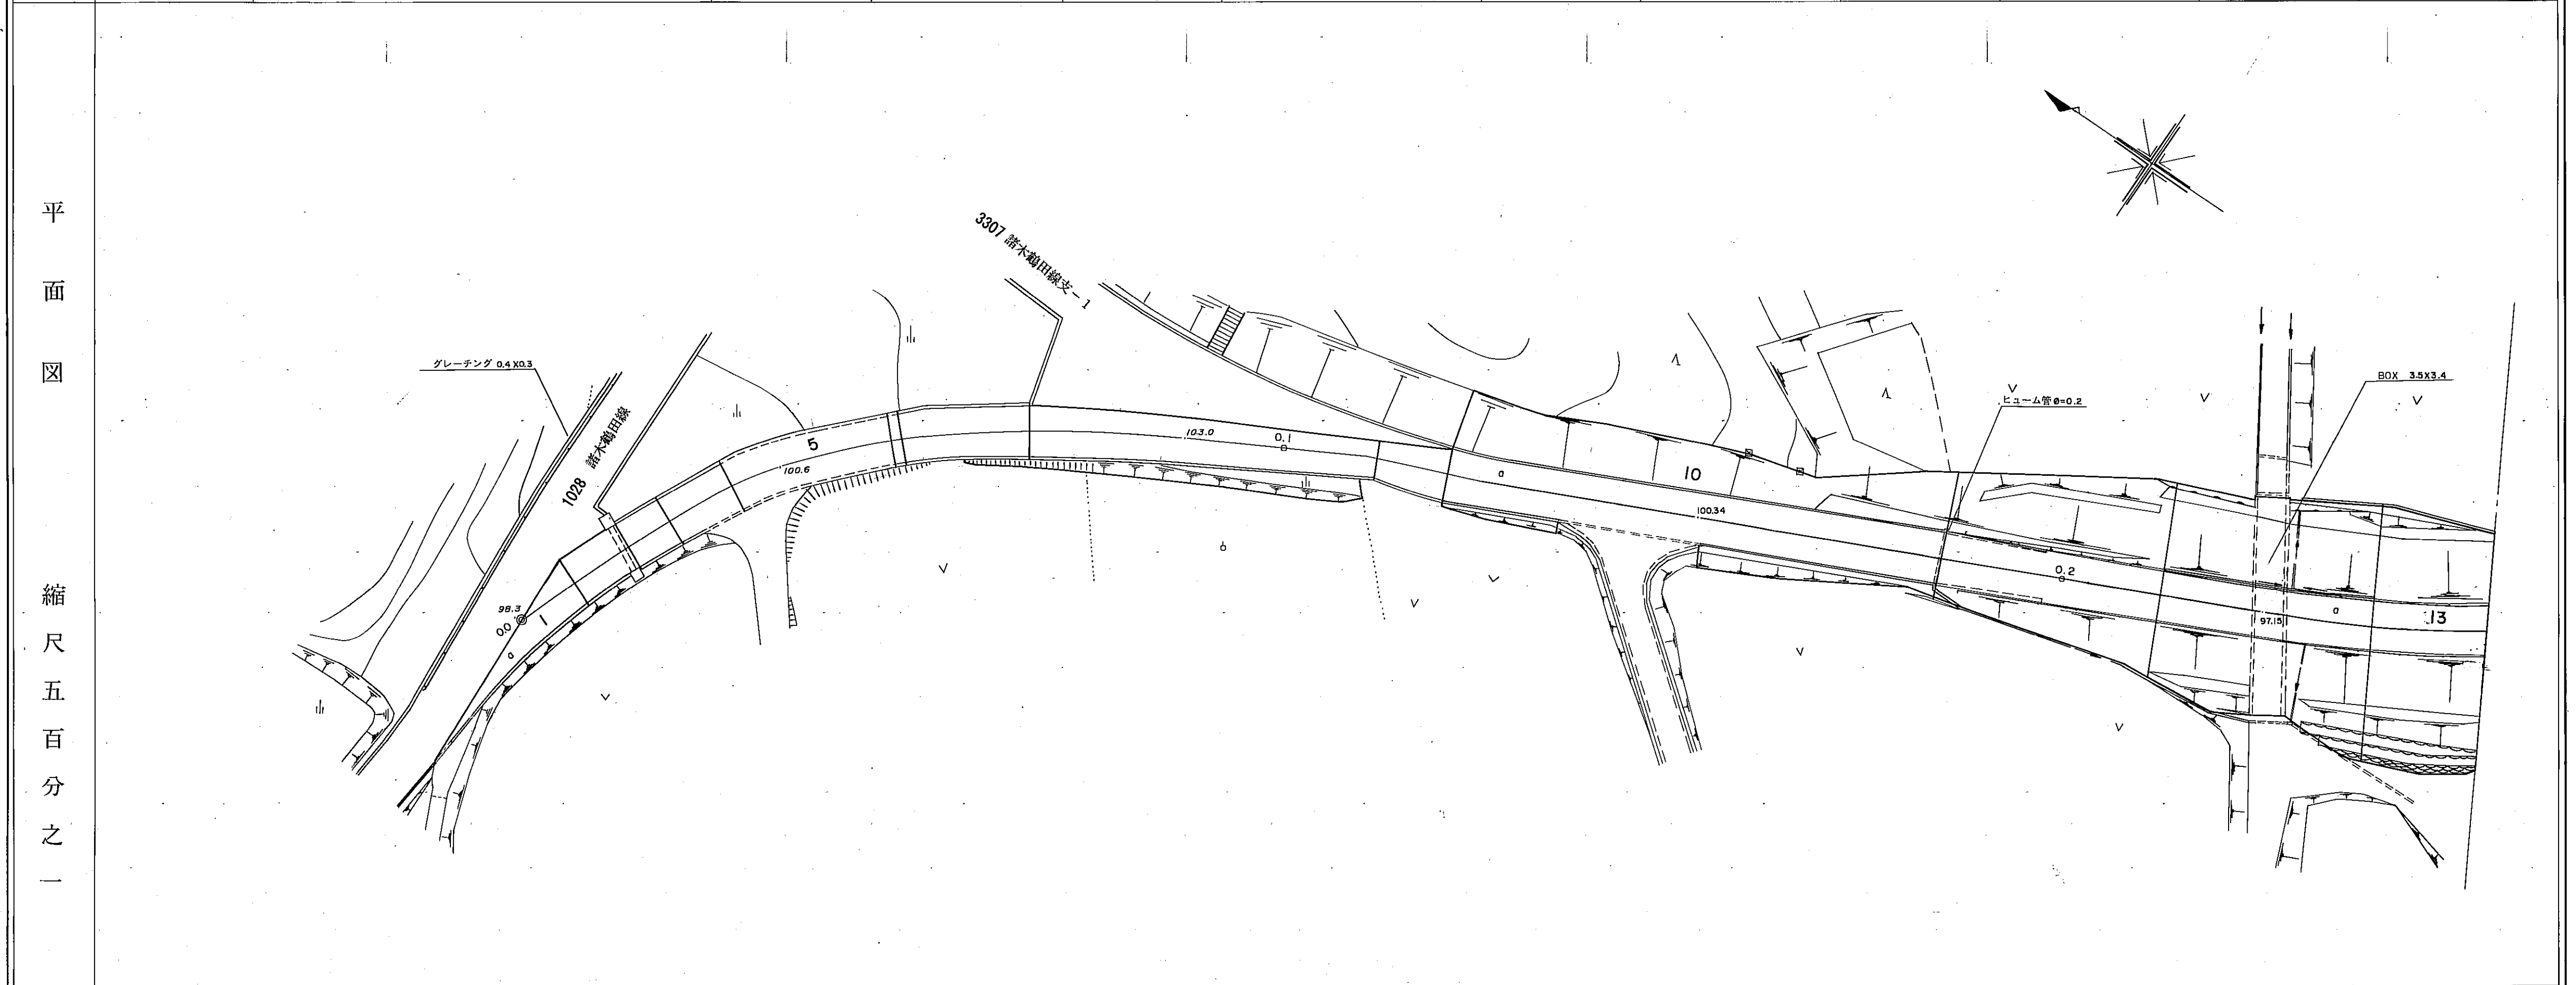 平面図
縮尺五百分之一
3307 諸木鶴田線支-1
グレーチング 0.4X0.3
1028 諸木鶴田線
BOX 3.5X3.4
ヒューム管ø=0.2
5
100.6
103.0
0.1
a
10
100.34
0.2
a
97.15
13
98.3
0.0
1
a